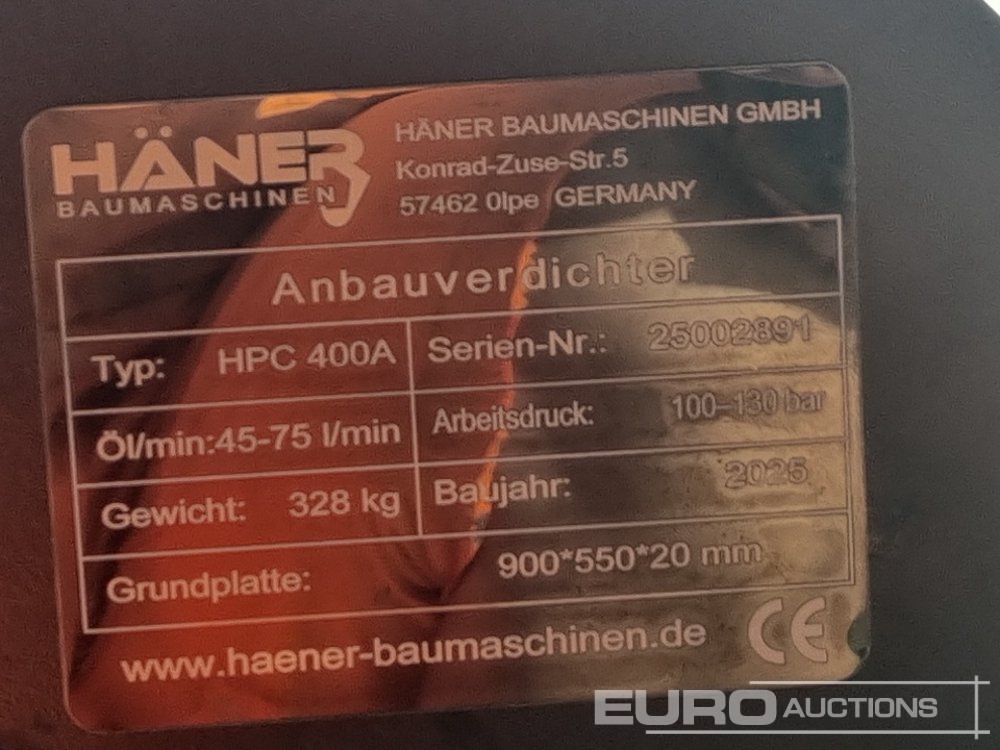 HÄNER
BAUMASCHINEN
HÄNER BAUMASCHINEN GMBH
Konrad-Zuse-Str.5
57462 Olpe GERMANY
Anbauverdichter
Typ: HPC 400A
Serien-Nr.: 25002891
Öl/min:45-75 l/min
Arbeitsdruck: 100-130 bar
Gewicht: 328 kg
Baujahr: 2025
Grundplatte: 900*550*20 mm
www.haener-baumaschinen.de
CE
EURO AUCTIONS